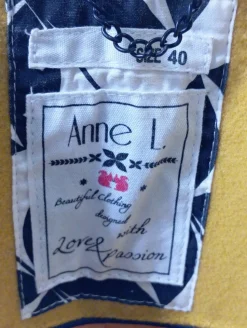 SIZE 40
Anne L.
Beautiful Clothing
designed
with
Love & Passion